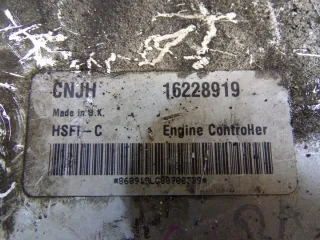 CNJH 16228919
Made in U.K.
HSFI-C Engine Controller